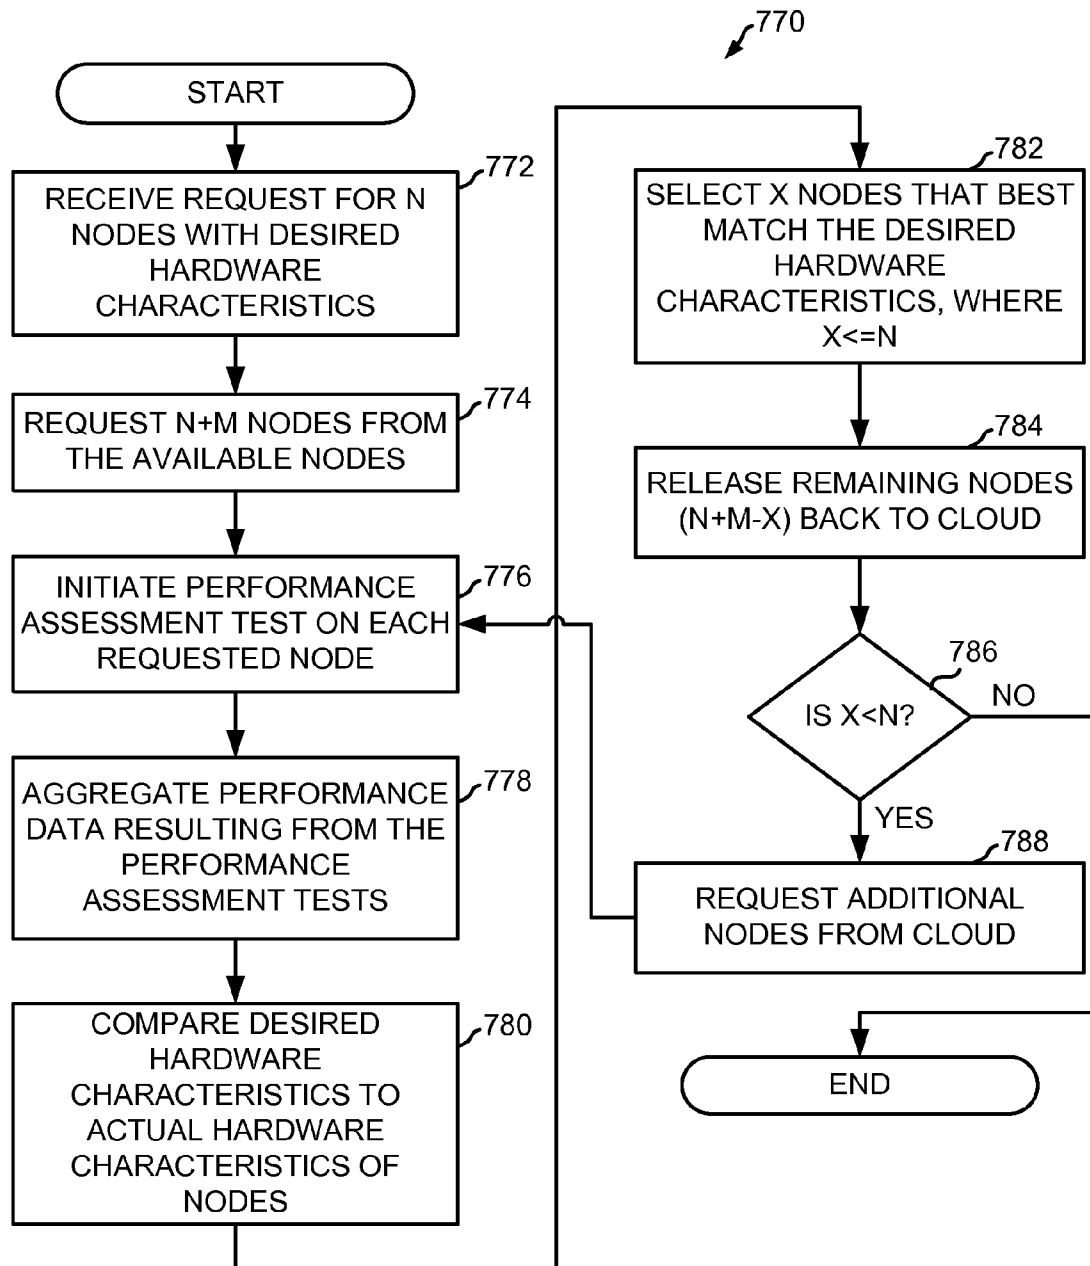 770
START
772
RECEIVE REQUEST FOR N
NODES WITH DESIRED
HARDWARE
CHARACTERISTICS
774
REQUEST N+M NODES FROM
THE AVAILABLE NODES
776
INITIATE PERFORMANCE
ASSESSMENT TEST ON EACH
REQUESTED NODE
778
AGGREGATE PERFORMANCE
DATA RESULTING FROM THE
PERFORMANCE
ASSESSMENT TESTS
780
COMPARE DESIRED
HARDWARE
CHARACTERISTICS TO
ACTUAL HARDWARE
CHARACTERISTICS OF
NODES
782
SELECT X NODES THAT BEST
MATCH THE DESIRED
HARDWARE
CHARACTERISTICS, WHERE
X<=N
784
RELEASE REMAINING NODES
(N+M-X) BACK TO CLOUD
786
IS X<N?
NO
YES
788
REQUEST ADDITIONAL
NODES FROM CLOUD
END